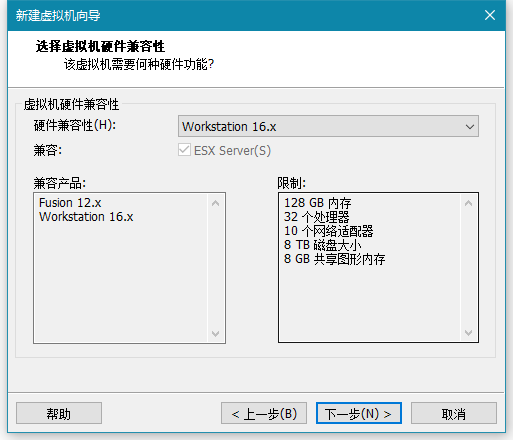 新建虚拟机向导
选择虚拟机硬件兼容性
该虚拟机需要何种硬件功能?
虚拟机硬件兼容性
硬件兼容性(H): Workstation 16.x
兼容: ESX Server(S)
兼容产品: 限制:
Fusion 12.x
Workstation 16.x
128 GB 内存
32 个处理器
10 个网络适配器
8 TB 磁盘大小
8 GB 共享图形内存
帮助 < 上一步(B) 下一步(N) > 取消